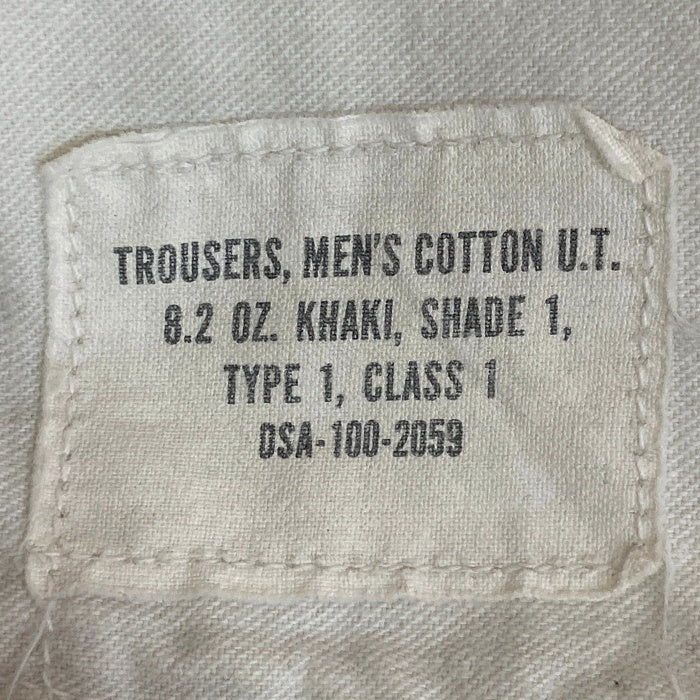 TROUSERS, MEN'S COTTON U.T.
8.2 OZ. KHAKI, SHADE 1,
TYPE 1, CLASS 1
DSA-100-2059